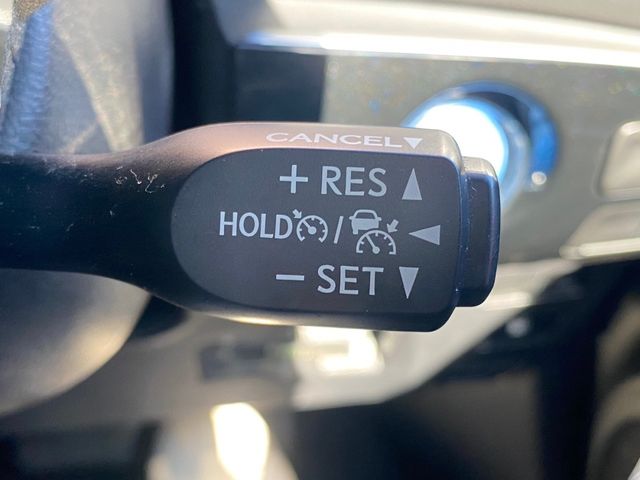 CANCEL▼
+ RES ▲
HOLD / ◀
− SET ▼